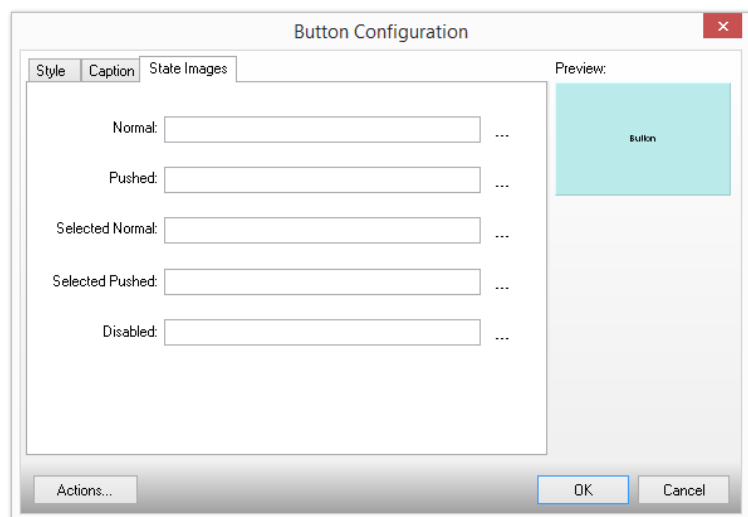 Button Configuration
Style Caption State Images
Preview:
Normal: ...
Button
Pushed: ...
Selected Normal: ...
Selected Pushed: ...
Disabled: ...
Actions... OK Cancel